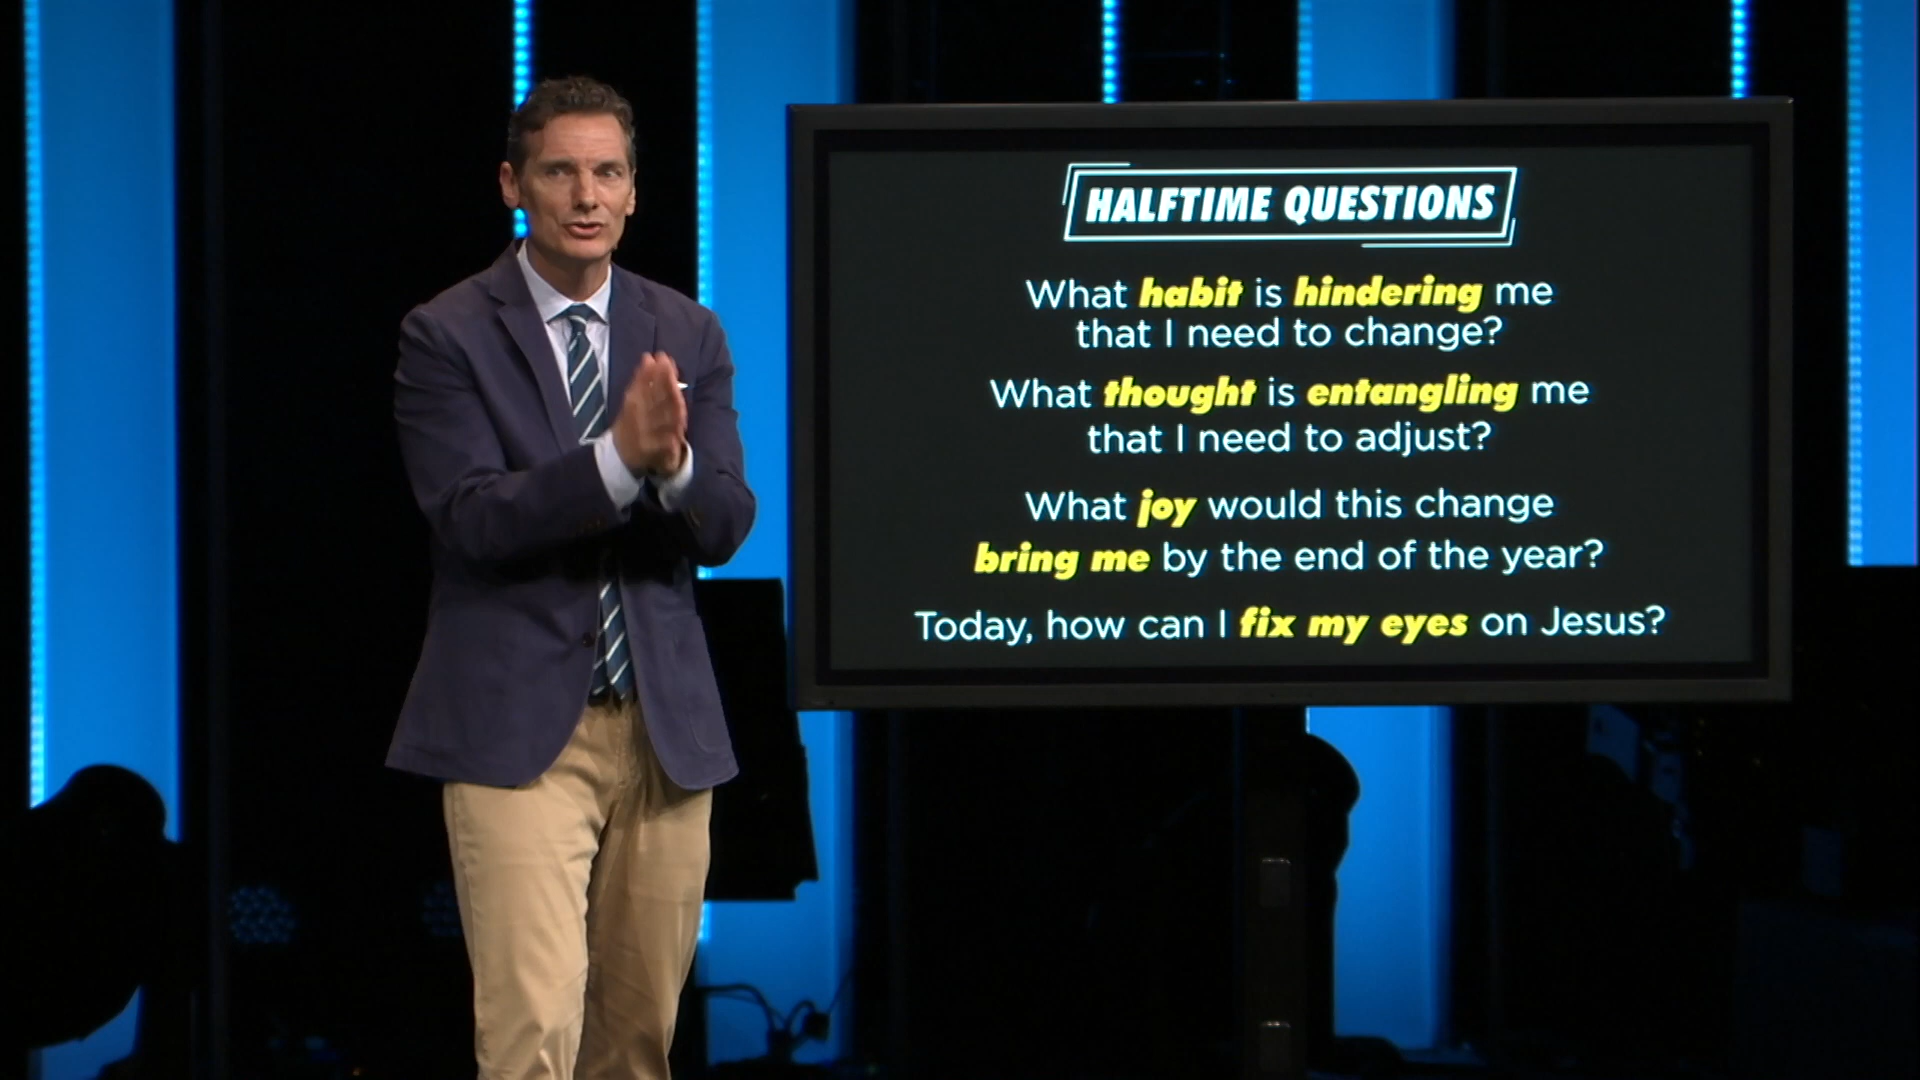 HALFTIME QUESTIONS
What habit is hindering me
that I need to change?
What thought is entangling me
that I need to adjust?
What joy would this change
bring me by the end of the year?
Today, how can I fix my eyes on Jesus?